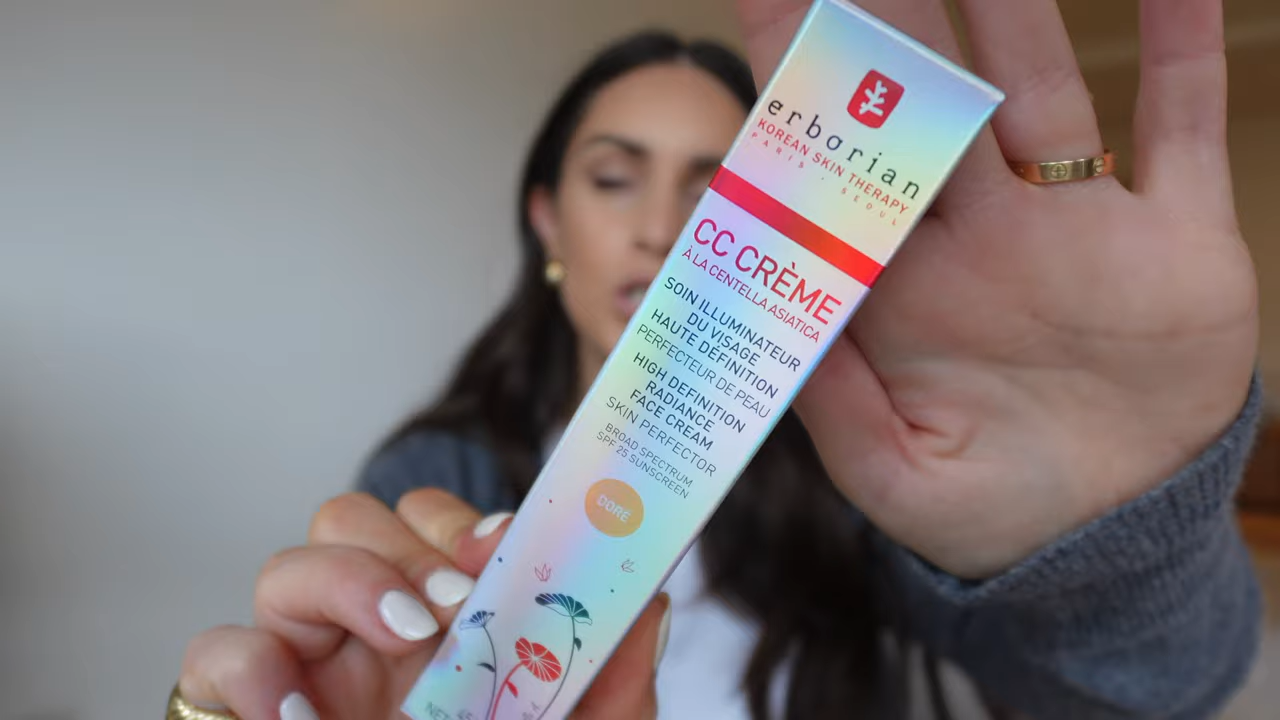 erborian
KOREAN SKIN THERAPY
PARIS · SEOUL
CC CRÈME
À LA CENTELLA ASIATICA
SOIN ILLUMINATEUR
DU VISAGE
HAUTE DÉFINITION
PERFECTEUR DE PEAU
HIGH DEFINITION
RADIANCE
FACE CREAM
SKIN PERFECTOR
BROAD SPECTRUM
SPF 25 SUNSCREEN
DORÉ
NET